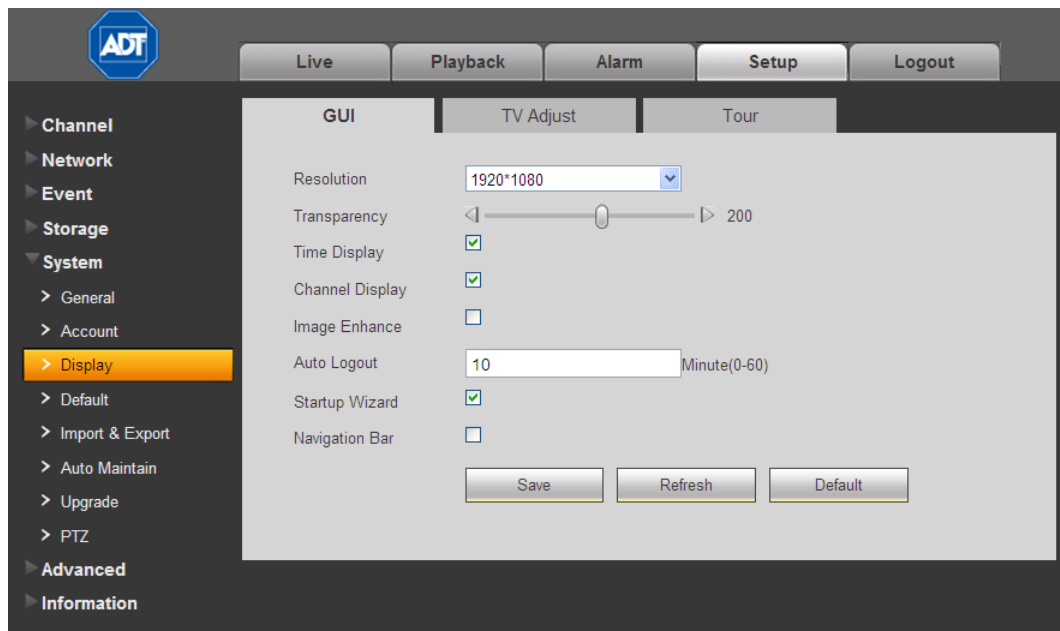 ADT
Live Playback Alarm Setup Logout
Channel
Network
Event
Storage
System
> General
> Account
> Display
> Default
> Import & Export
> Auto Maintain
> Upgrade
> PTZ
Advanced
Information
GUI TV Adjust Tour
Resolution 1920*1080
Transparency 200
Time Display
Channel Display
Image Enhance
Auto Logout 10 Minute(0-60)
Startup Wizard
Navigation Bar
Save Refresh Default